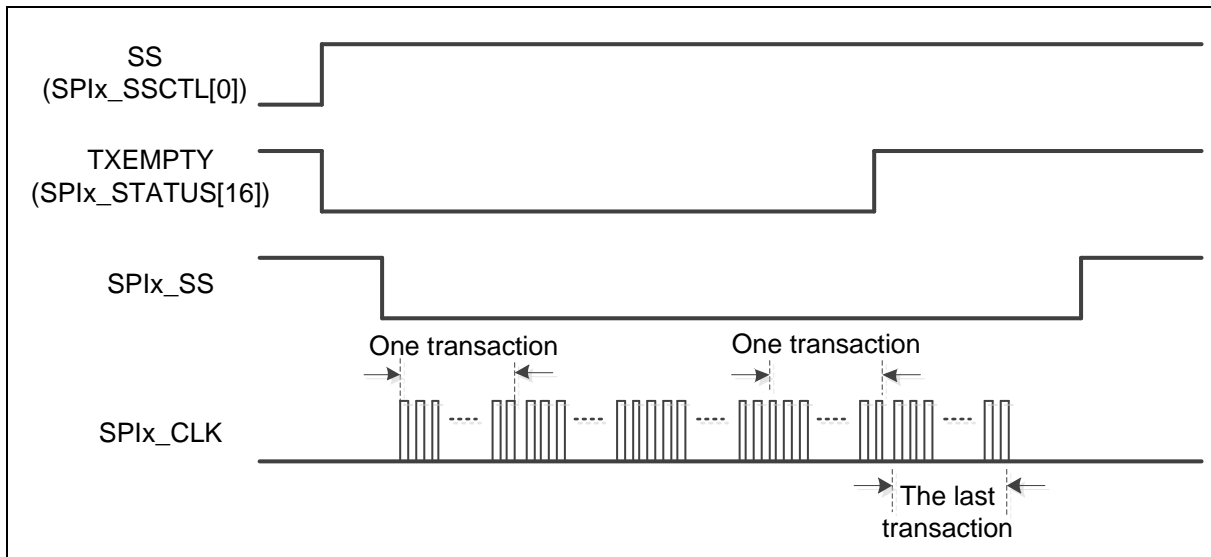 SS
(SPIx_SSCTL[0])
TXEMPTY
(SPIx_STATUS[16])
SPIx_SS
One transaction
One transaction
SPIx_CLK
The last
transaction